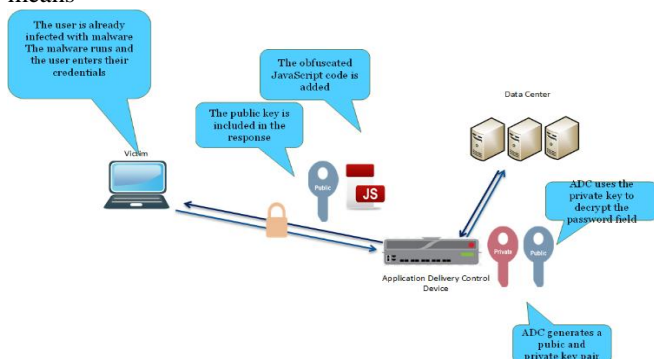 means
The user is already
infected with malware
The malware runs and
the user enters their
credentials
The obfuscated
JavaScript code is
added
The public key is
included in the
response
Data Center
Victim
Public
JS
ADC uses the
private key to
decrypt the
password field
Private
Public
Application Delivery Control
Device
ADC generates a
pubic and
private key pair